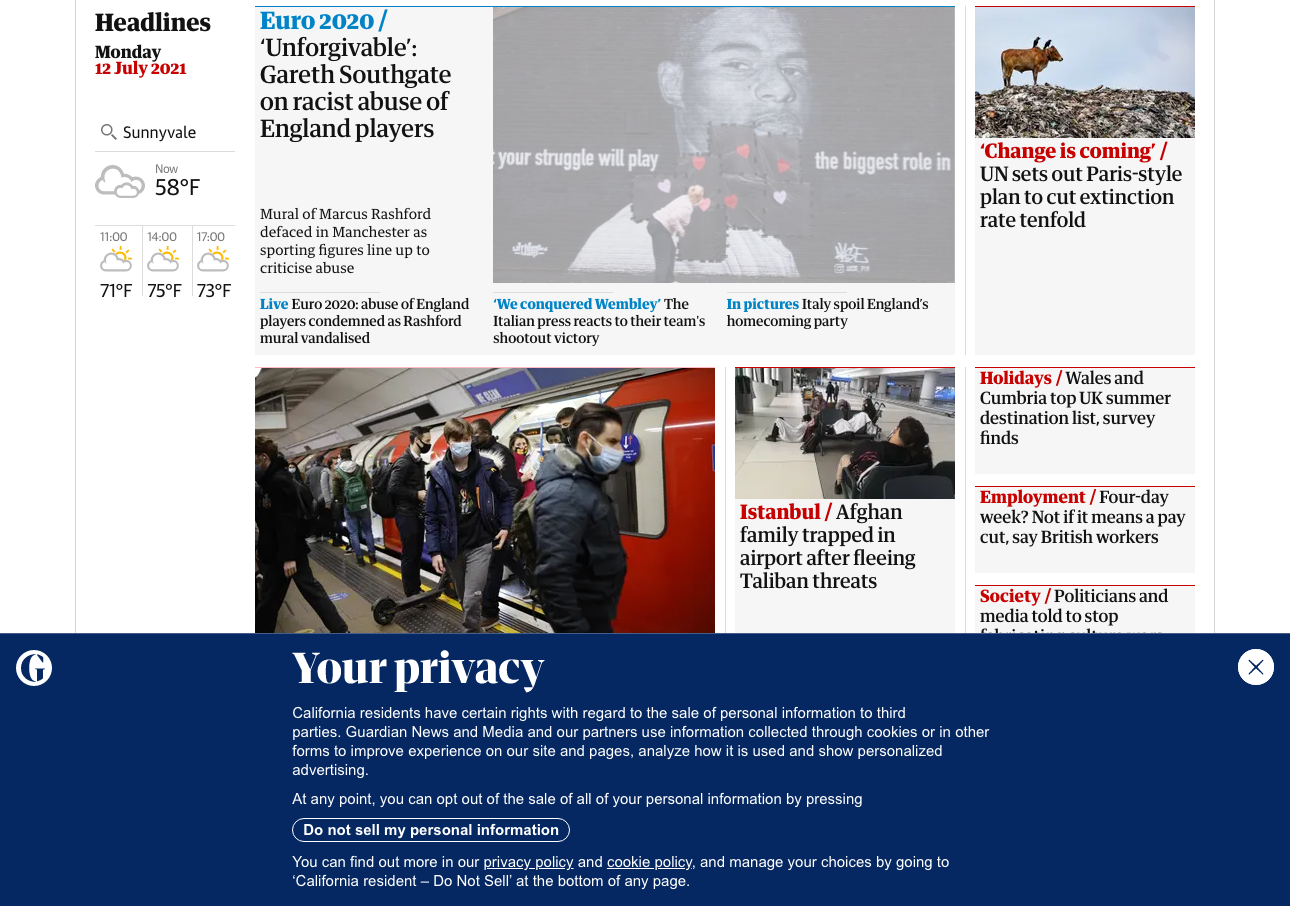 Headlines
Monday
12 July 2021
Sunnyvale
Now
58°F
11:00
14:00
17:00
71°F
75°F
73°F
Euro 2020 /
‘Unforgivable’:
Gareth Southgate
on racist abuse of
England players
Mural of Marcus Rashford
defaced in Manchester as
sporting figures line up to
criticise abuse
your struggle will play
the biggest role in
Live Euro 2020: abuse of England
players condemned as Rashford
mural vandalised
‘We conquered Wembley’ The
Italian press reacts to their team's
shootout victory
In pictures Italy spoil England’s
homecoming party
‘Change is coming’ /
UN sets out Paris-style
plan to cut extinction
rate tenfold
Istanbul / Afghan
family trapped in
airport after fleeing
Taliban threats
Holidays / Wales and
Cumbria top UK summer
destination list, survey
finds
Employment / Four-day
week? Not if it means a pay
cut, say British workers
Society / Politicians and
media told to stop
Your privacy
California residents have certain rights with regard to the sale of personal information to third
parties. Guardian News and Media and our partners use information collected through cookies or in other
forms to improve experience on our site and pages, analyze how it is used and show personalized
advertising.
At any point, you can opt out of the sale of all of your personal information by pressing
Do not sell my personal information
You can find out more in our privacy policy and cookie policy, and manage your choices by going to
‘California resident – Do Not Sell’ at the bottom of any page.